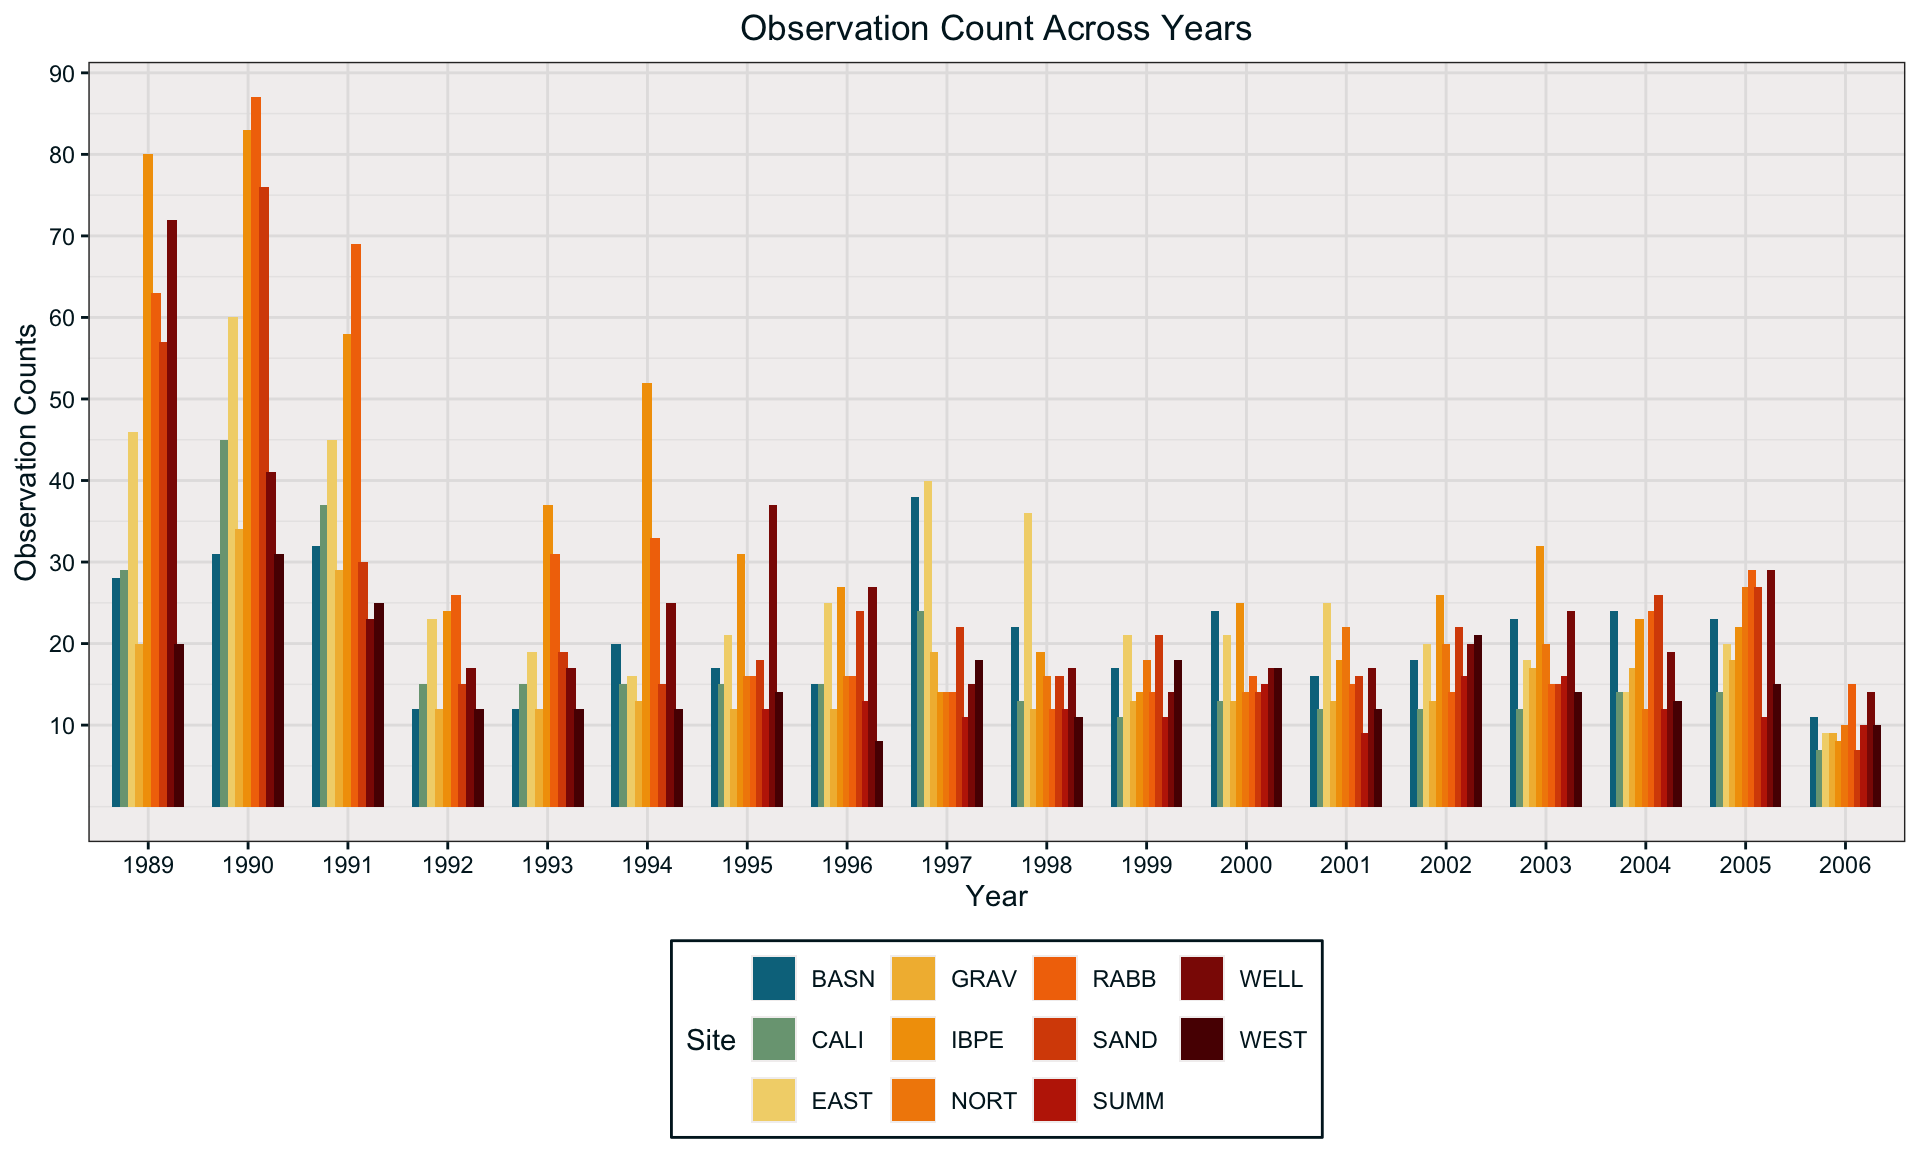 Observation Count Across Years
Observation Counts
90
80
70
60
50
40
30
20
10
1989 1990 1991 1992 1993 1994 1995 1996 1997 1998 1999 2000 2001 2002 2003 2004 2005 2006
Year
Site
BASN GRAV RABB WELL
CALI IBPE SAND WEST
EAST NORT SUMM